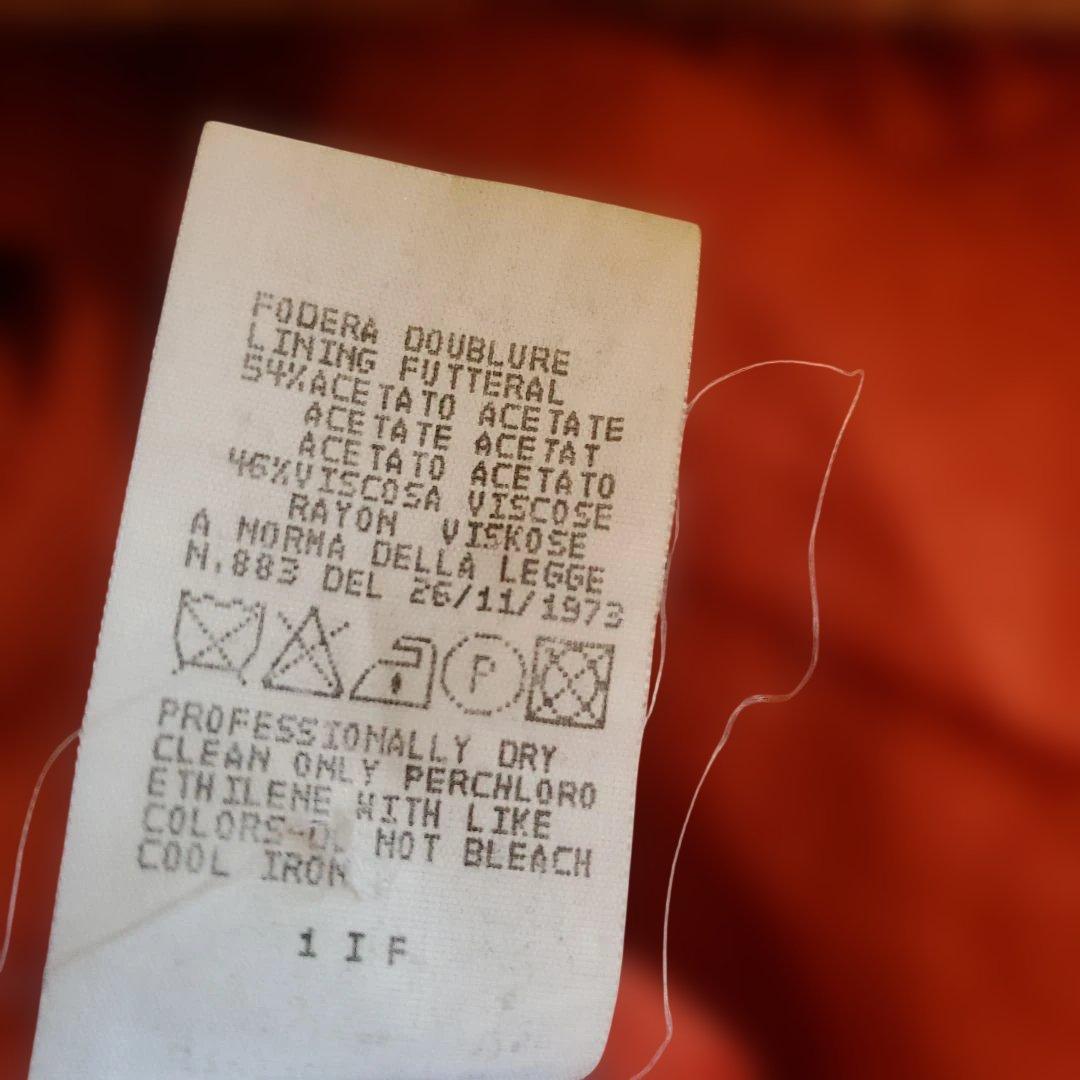 FODERA DOUBLURE
LINING FUTTERAL
54%ACETATO ACETATE
ACETATE ACETAT
ACETATO ACETATO
46%VISCOSA VISCOSE
RAYON VISKOSE
A NORMA DELLA LEGGE
N.883 DEL 26/11/1973
P
PROFESSIONALLY DRY
CLEAN ONLY PERCHLORO
ETHILENE WITH LIKE
COLORS NOT BLEACH
COOL IRON
1 I F